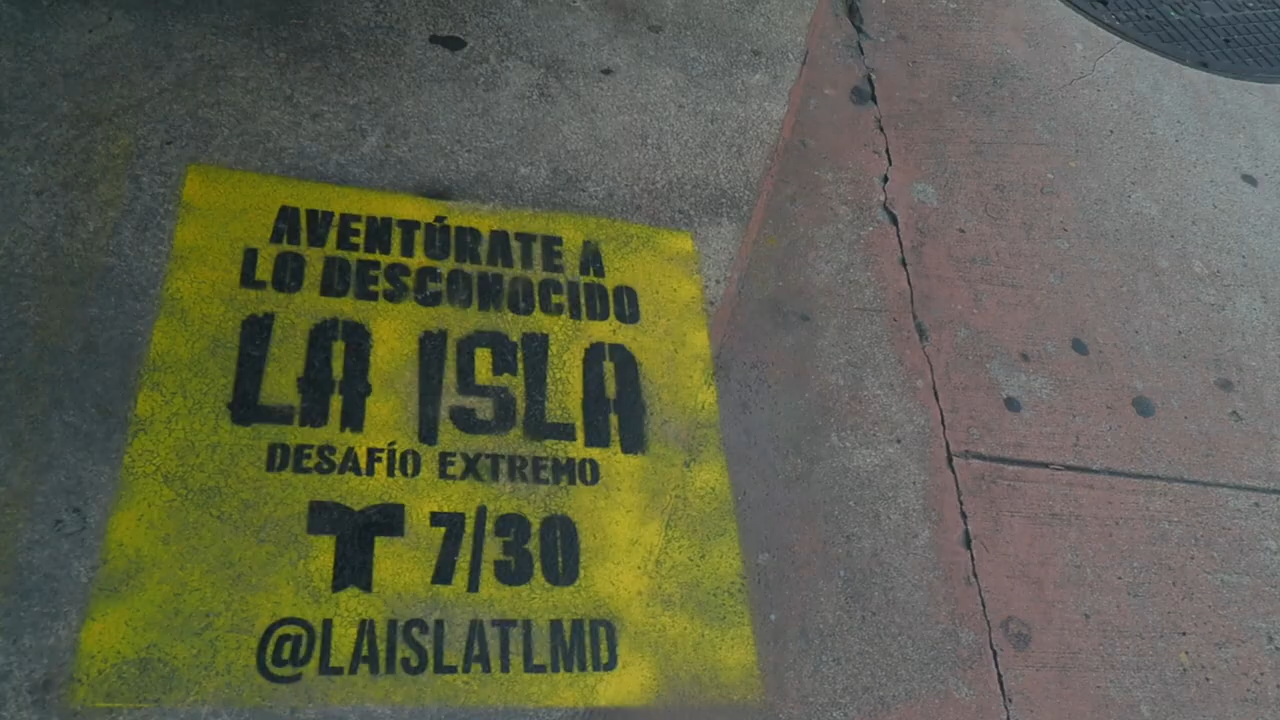 AVENTÚRATE A
LO DESCONOCIDO
LA ISLA
DESAFÍO EXTREMO
7/30
@LAISLATLMD